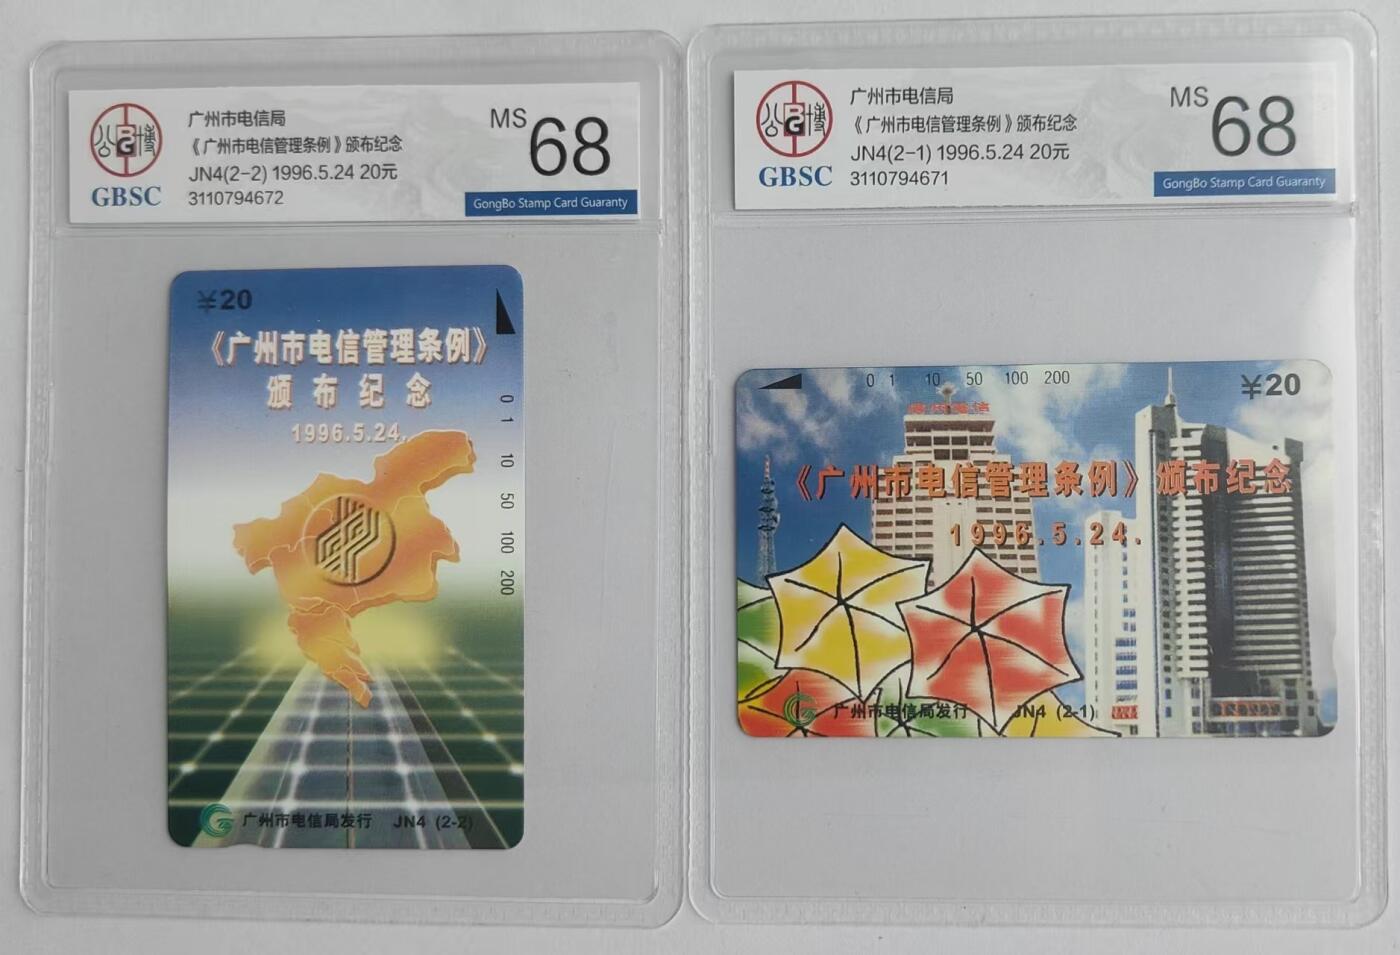 公 BG 博
GBSC
广州市电信局
《广州市电信管理条例》颁布纪念
JN4(2-2) 1996.5.24 20元
3110794672
MS 68
GongBo Stamp Card Guaranty
¥20
《广州市电信管理条例》
颁布纪念
1996.5.24.
0 1 10 50 100 200
广州市电信局发行 JN4 (2-2)
公 BG 博
GBSC
广州市电信局
《广州市电信管理条例》颁布纪念
JN4(2-1) 1996.5.24 20元
3110794671
MS 68
GongBo Stamp Card Guaranty
0 1 10 50 100 200
¥20
《广州市电信管理条例》颁布纪念
1996.5.24.
广州市电信局发行 JN4 (2-1)